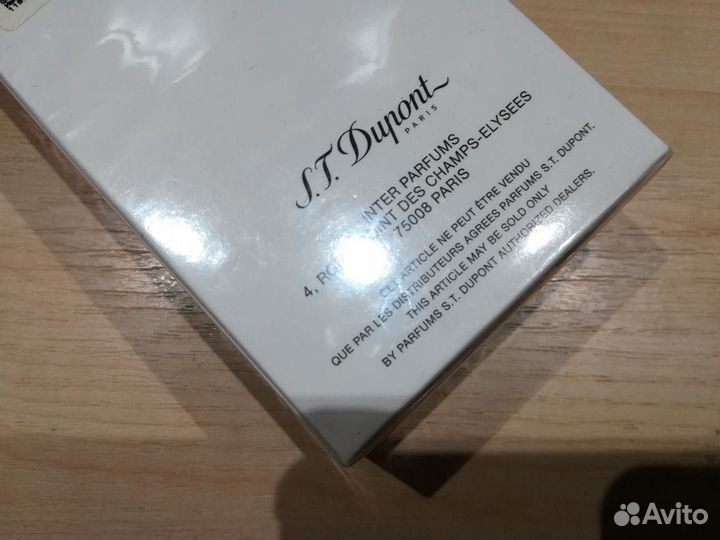 S.T. Dupont
PARIS
INTER PARFUMS
4, POINT DES CHAMPS-ELYSEES
75008 PARIS
CET ARTICLE NE PEUT ÊTRE VENDU
QUE PAR LES DISTRIBUTEURS AGREES PARFUMS S.T. DUPONT.
THIS ARTICLE MAY BE SOLD ONLY
BY PARFUMS S.T. DUPONT AUTHORIZED DEALERS.
Avito